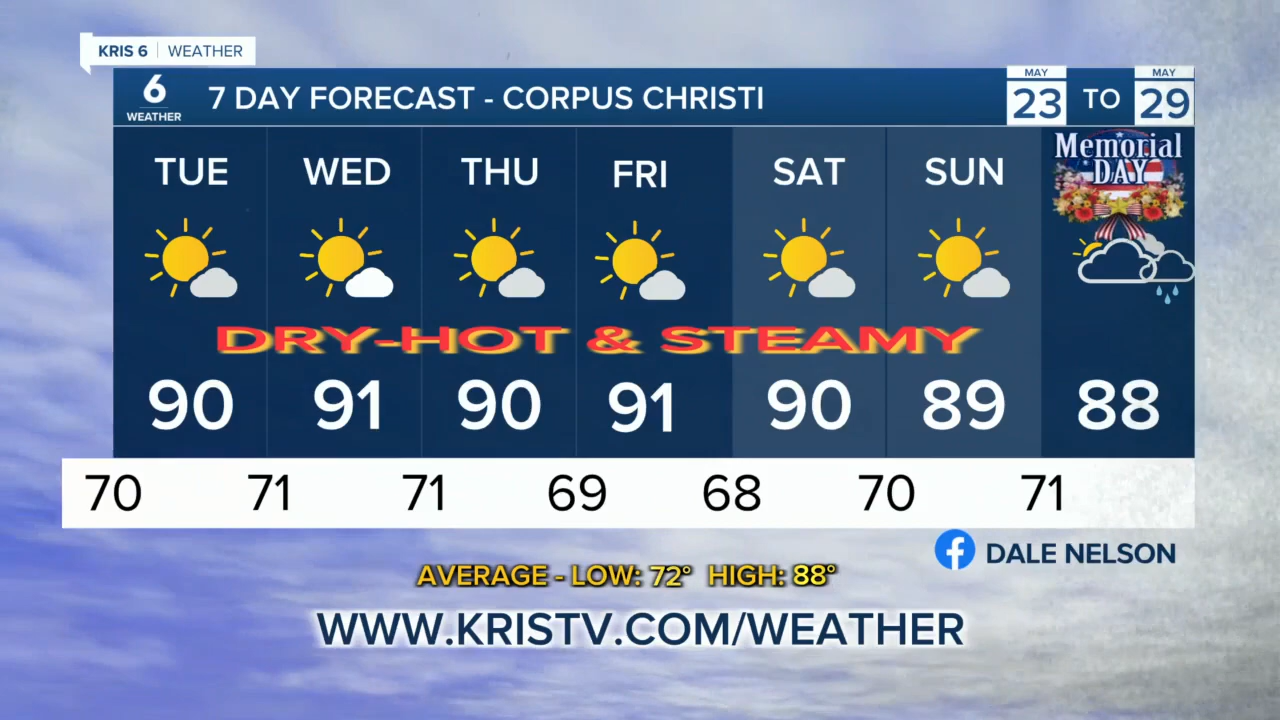 KRIS 6 | WEATHER
6
WEATHER
7 DAY FORECAST - CORPUS CHRISTI
MAY
23
TO
MAY
29
TUE WED THU FRI SAT SUN
Memorial
DAY
DRY-HOT & STEAMY
90 91 90 91 90 89 88
70 71 71 69 68 70 71
DALE NELSON
AVERAGE - LOW: 72° HIGH: 88°
WWW.KRISTV.COM/WEATHER